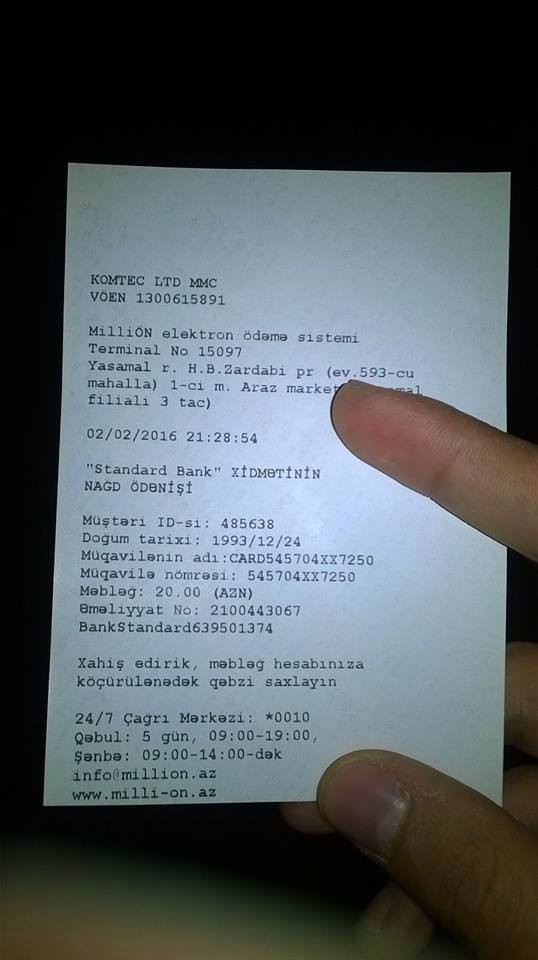 KOMTEC LTD MMC
VÖEN 1300615891
MilliÖN elektron ödəmə sistemi
Terminal No 15097
Yasamal r. H.B.Zardabi pr (ev.593-cu
mahalla) 1-ci m. Araz market
filiali 3 tac)
02/02/2016 21:28:54
"Standard Bank" XİDMƏTİNİN
NAĞD ÖDƏNİŞİ
Müştəri ID-si: 485638
Doğum tarixi: 1993/12/24
Müqavilənin adı:CARD545704XX7250
Müqavilə nömrəsi: 545704XX7250
Məbləğ: 20.00 (AZN)
Əməliyyat No: 2100443067
BankStandard639501374
Xahiş edirik, məbləğ hesabınıza
köçürülənədək qəbzi saxlayın
24/7 Çağrı Mərkəzi: *0010
Qəbul: 5 gün, 09:00-19:00,
Şənbə: 09:00-14:00-dək
info@million.az
www.milli-on.az